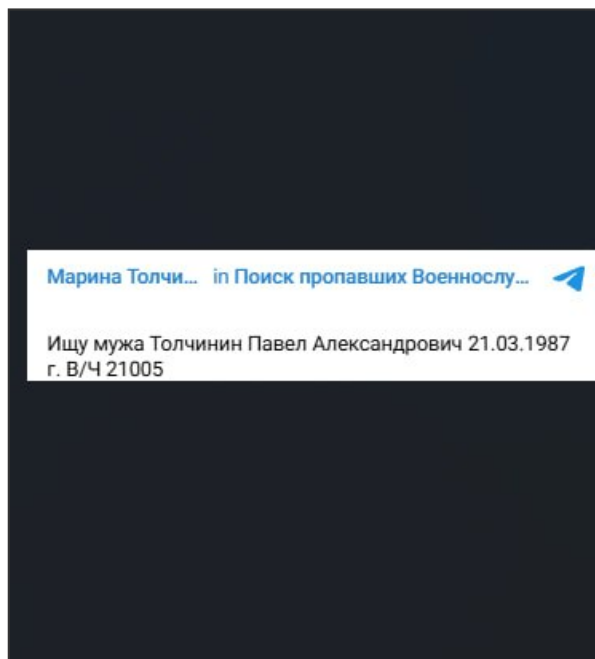 Марина Толчи... in Поиск пропавших Военнослу...
Ищу мужа Толчинин Павел Александрович 21.03.1987
г. В/Ч 21005